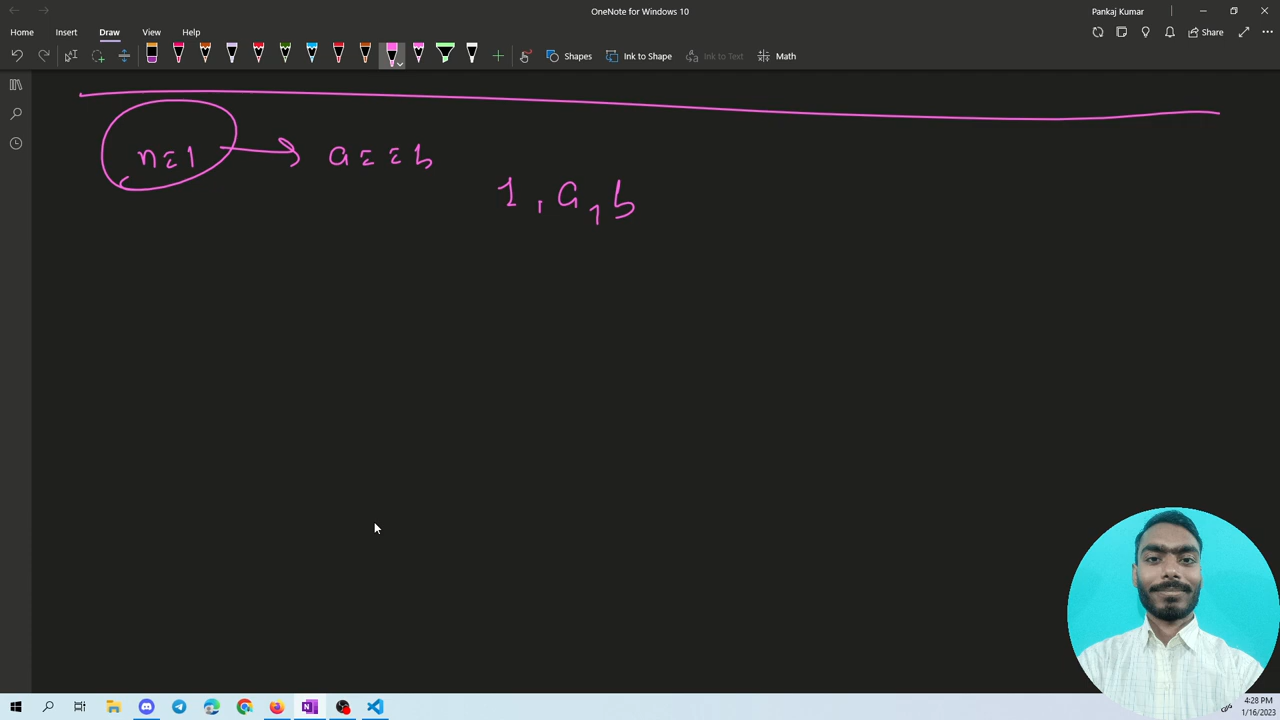 OneNote for Windows 10
Pankaj Kumar
Home Insert Draw View Help
Share
Shapes Ink to Shape Ink to Text Math
n=1 → a==b
1, a, b
4:28 PM
1/16/2023